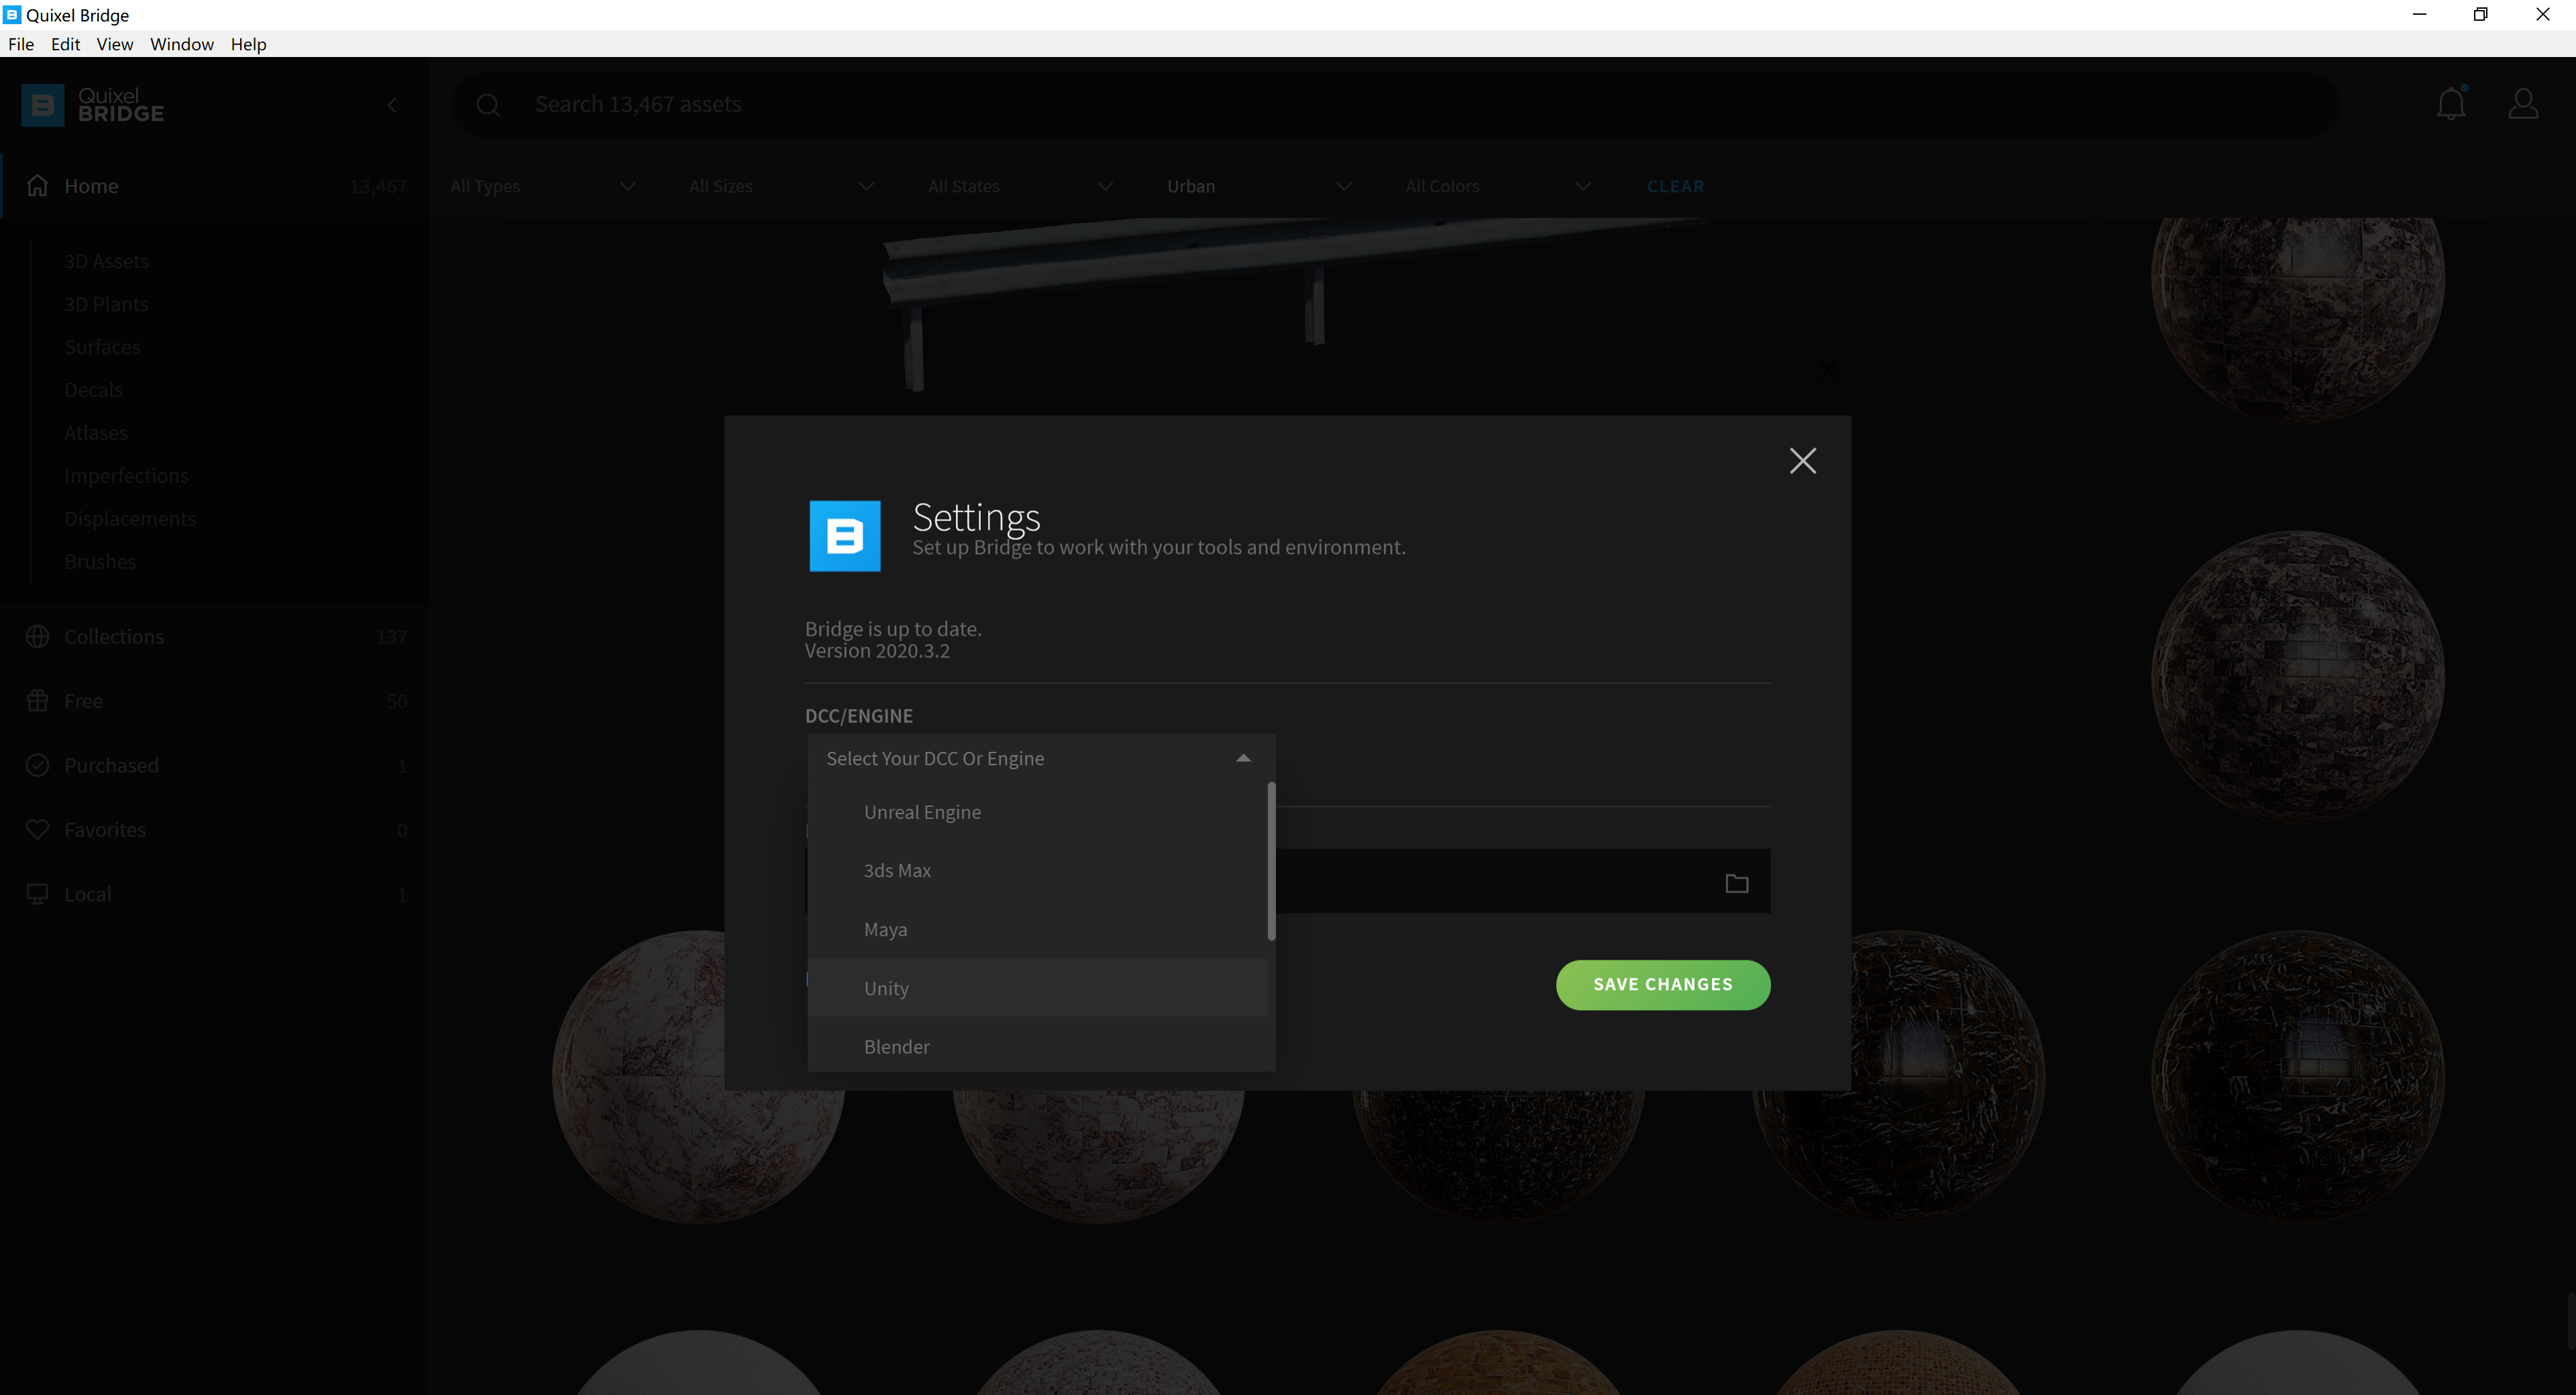 Quixel Bridge
File Edit View Window Help
Quixel
BRIDGE
Search 13,467 assets
Home 13,467
All Types All Sizes All States Urban All Colors CLEAR
3D Assets
3D Plants
Surfaces
Decals
Atlases
Imperfections
Displacements
Brushes
Collections 137
Free 50
Purchased 1
Favorites 0
Local 1
Settings
Set up Bridge to work with your tools and environment.
Bridge is up to date.
Version 2020.3.2
DCC/ENGINE
Select Your DCC Or Engine
Unreal Engine
3ds Max
Maya
Unity
Blender
SAVE CHANGES